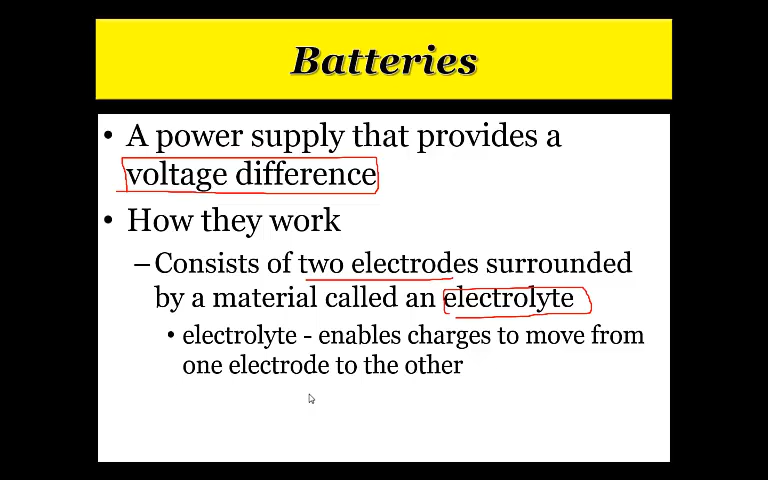 Batteries
• A power supply that provides a
voltage difference
• How they work
– Consists of two electrodes surrounded
by a material called an electrolyte
• electrolyte - enables charges to move from
one electrode to the other